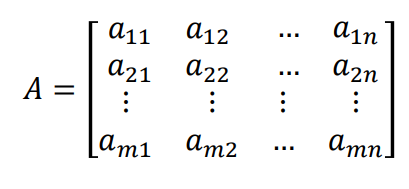 a₁₁ a₁₂ … a₁ₙ
a₂₁ a₂₂ … a₂ₙ
A = ⋮ ⋮ ⋮ ⋮
aₘ₁ aₘ₂ … aₘₙ